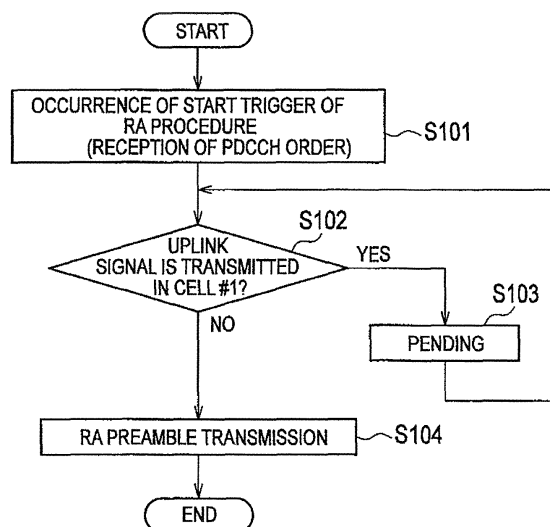 START
OCCURRENCE OF START TRIGGER OF
RA PROCEDURE
(RECEPTION OF PDCCH ORDER)
S101
S102
UPLINK
SIGNAL IS TRANSMITTED
IN CELL #1?
YES
NO
S103
PENDING
RA PREAMBLE TRANSMISSION
S104
END